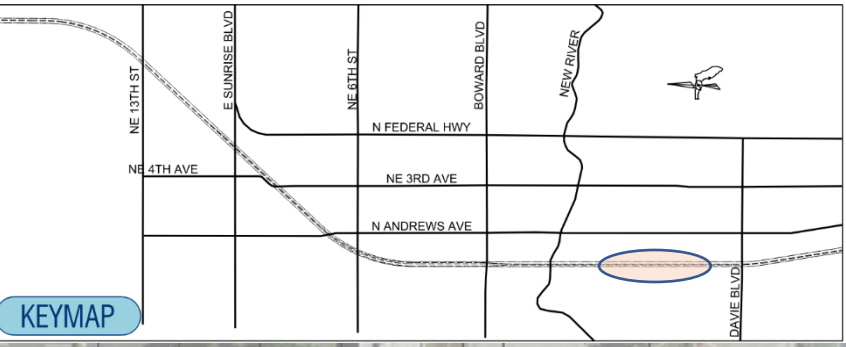 NE 13TH ST
E SUNRISE BLVD
NE 6TH ST
BOWARD BLVD
NEW RIVER
N FEDERAL HWY
NE 4TH AVE
NE 3RD AVE
N ANDREWS AVE
DAVIE BLVD
KEYMAP